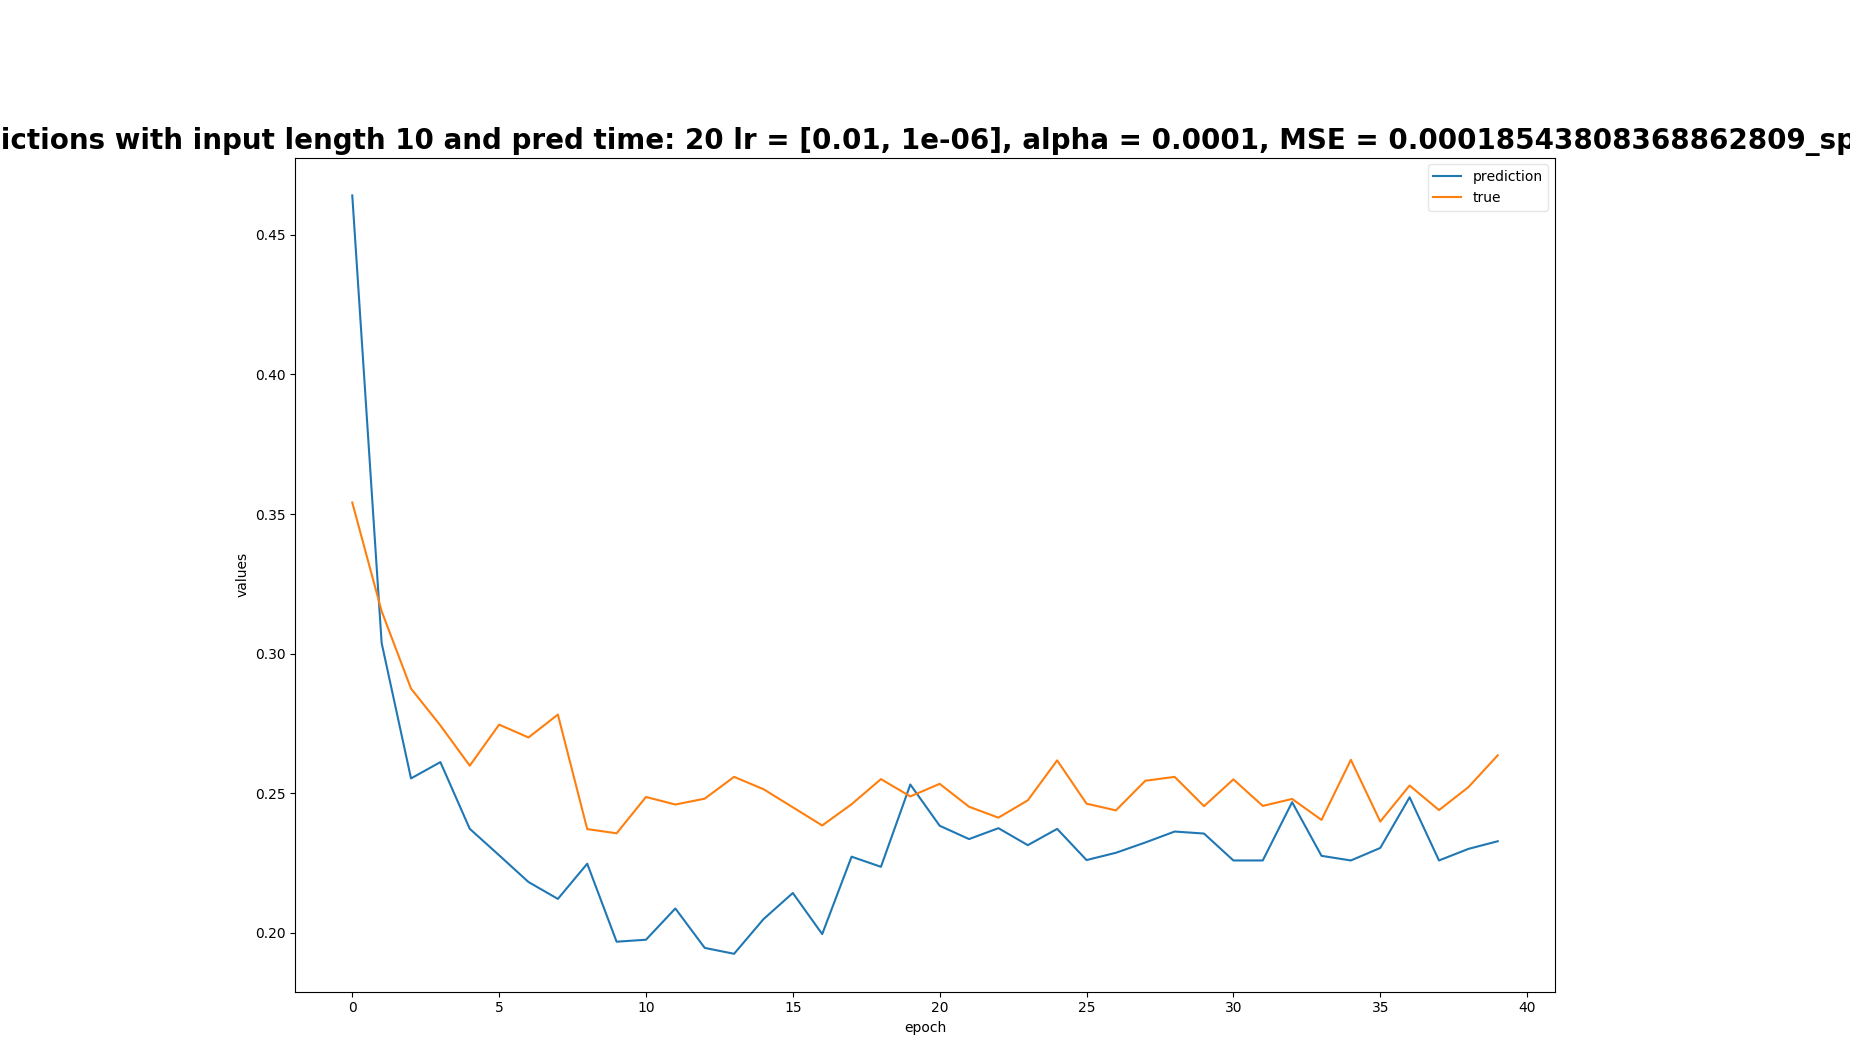 ictions with input length 10 and pred time: 20 lr = [0.01, 1e-06], alpha = 0.0001, MSE = 0.00018543808368862809_sp
prediction
true
0.45
0.40
0.35
0.30
0.25
0.20
values
0 5 10 15 20 25 30 35 40
epoch